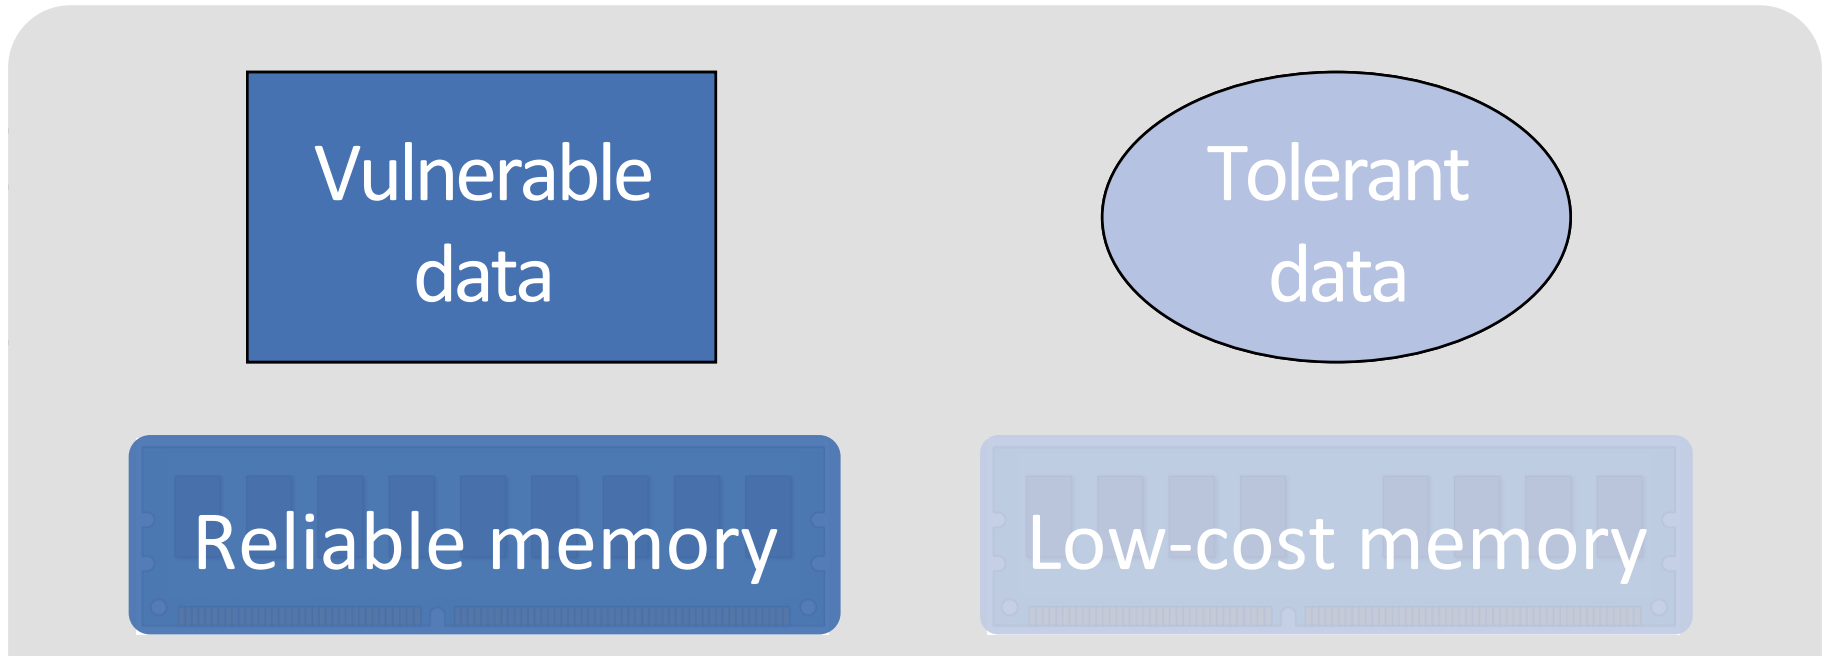 Vulnerable
data
Tolerant
data
Reliable memory
Low-cost memory